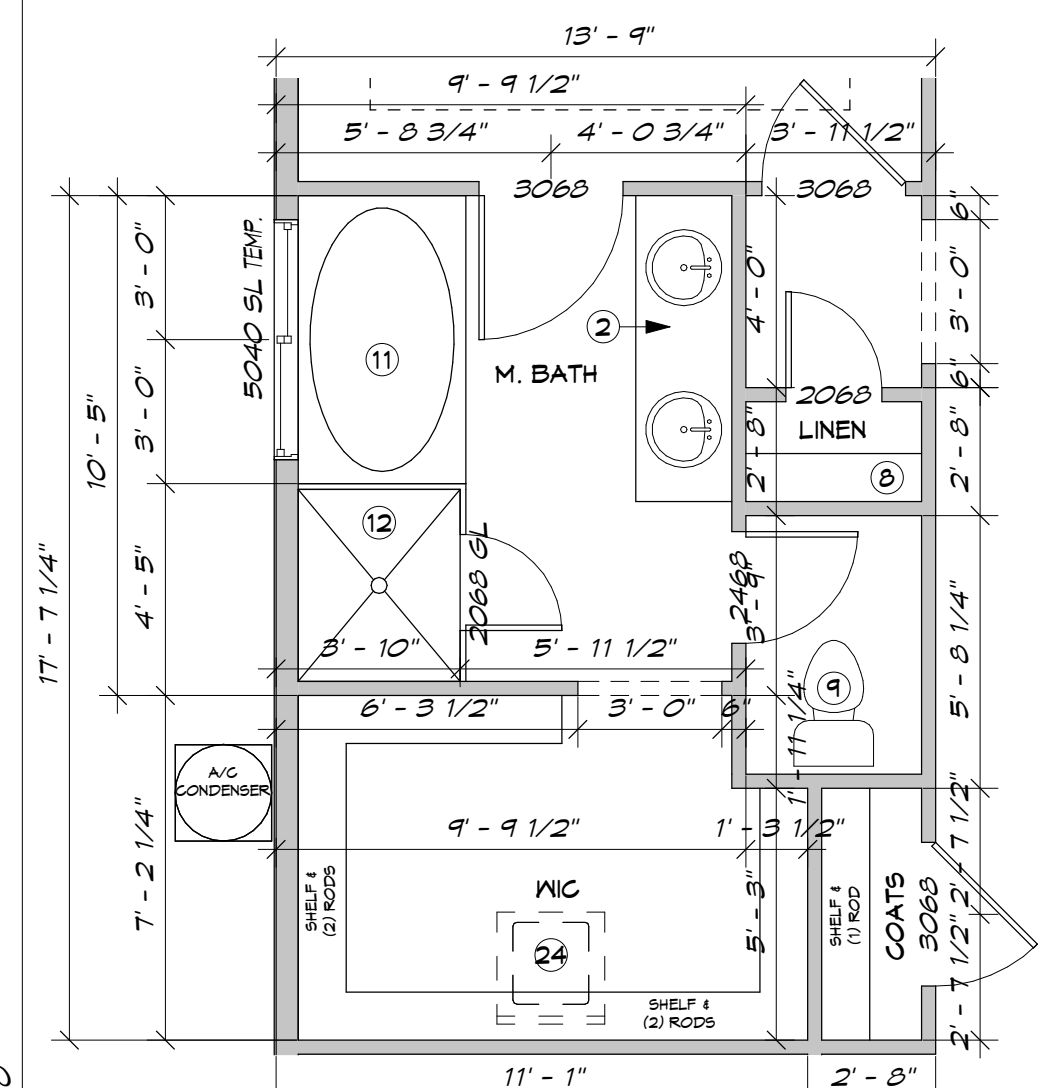 13' - 9"
9' - 9 1/2"
5' - 8 3/4"
4' - 0 3/4"
3' - 11 1/2"
3068
3068
6"
5040 SL TEMP.
3' - 0"
4' - 0"
3' - 0"
2
11
M. BATH
6"
2068
LINEN
3' - 0"
10' - 5"
2' - 8"
2' - 8"
8
12
2068 GL
2468
3' - 9"
17' - 7 1/4"
4' - 5"
3' - 10"
5' - 11 1/2"
5' - 8 1/4"
9
6' - 3 1/2"
3' - 0"
6"
1' - 11 1/4"
A/C
CONDENSER
9' - 9 1/2"
1' - 3 1/2"
2' - 7 1/2"
7' - 2 1/4"
SHELF &
(2) RODS
WIC
24
5' - 3"
SHELF &
(1) ROD
COATS
3068
2' - 7 1/2"
SHELF &
(2) RODS
11' - 1"
2' - 8"